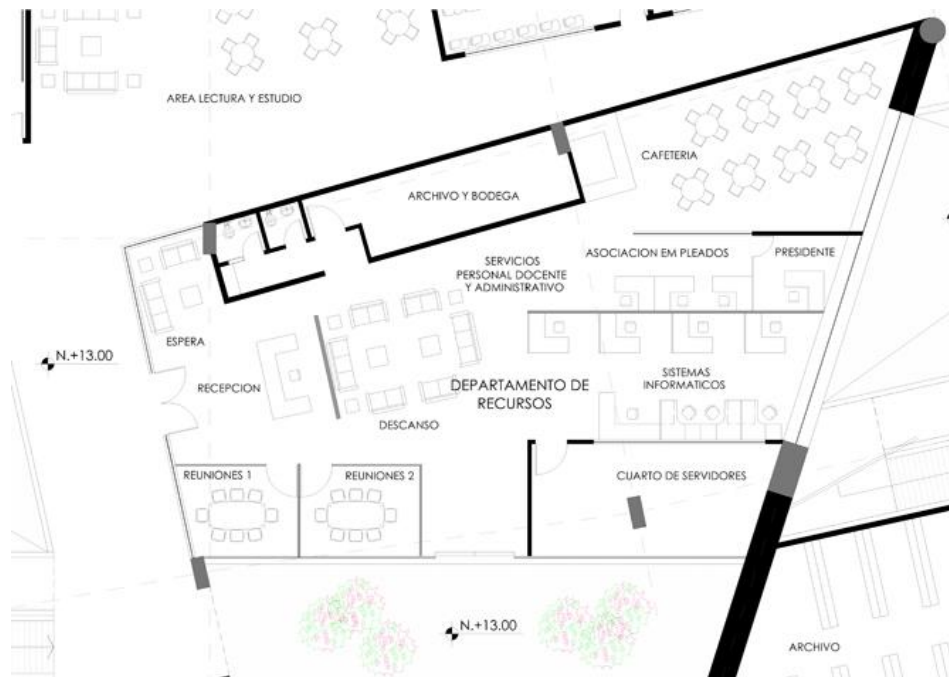 AREA LECTURA Y ESTUDIO
CAFETERIA
ARCHIVO Y BODEGA
SERVICIOS
PERSONAL DOCENTE
Y ADMINISTRATIVO
ASOCIACION EM PLEADOS
PRESIDENTE
ESPERA
N.+13.00
RECEPCION
SISTEMAS
INFORMATICOS
DEPARTAMENTO DE
RECURSOS
DESCANSO
REUNIONES 1
REUNIONES 2
CUARTO DE SERVIDORES
N.+13.00
ARCHIVO